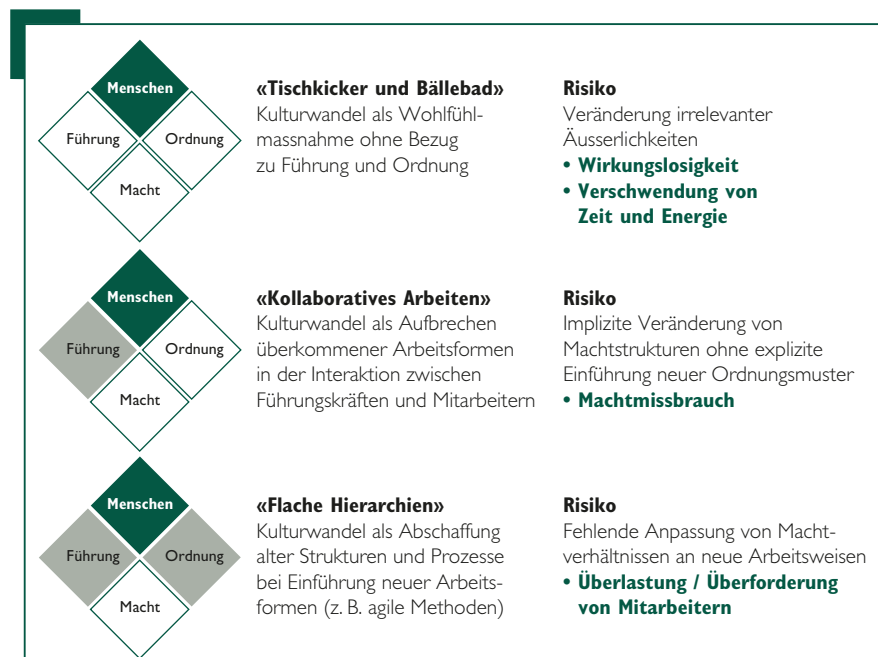 Menschen
Führung
Ordnung
Macht
«Tischkicker und Bällebad»
Kulturwandel als Wohlfühl-
massnahme ohne Bezug
zu Führung und Ordnung
Risiko
Veränderung irrelevanter
Äusserlichkeiten
• Wirkungslosigkeit
• Verschwendung von
Zeit und Energie
Menschen
Führung
Ordnung
Macht
«Kollaboratives Arbeiten»
Kulturwandel als Aufbrechen
überkommener Arbeitsformen
in der Interaktion zwischen
Führungskräften und Mitarbeitern
Risiko
Implizite Veränderung von
Machtstrukturen ohne explizite
Einführung neuer Ordnungsmuster
• Machtmissbrauch
Menschen
Führung
Ordnung
Macht
«Flache Hierarchien»
Kulturwandel als Abschaffung
alter Strukturen und Prozesse
bei Einführung neuer Arbeits-
formen (z. B. agile Methoden)
Risiko
Fehlende Anpassung von Macht-
verhältnissen an neue Arbeitsweisen
• Überlastung / Überforderung
von Mitarbeitern